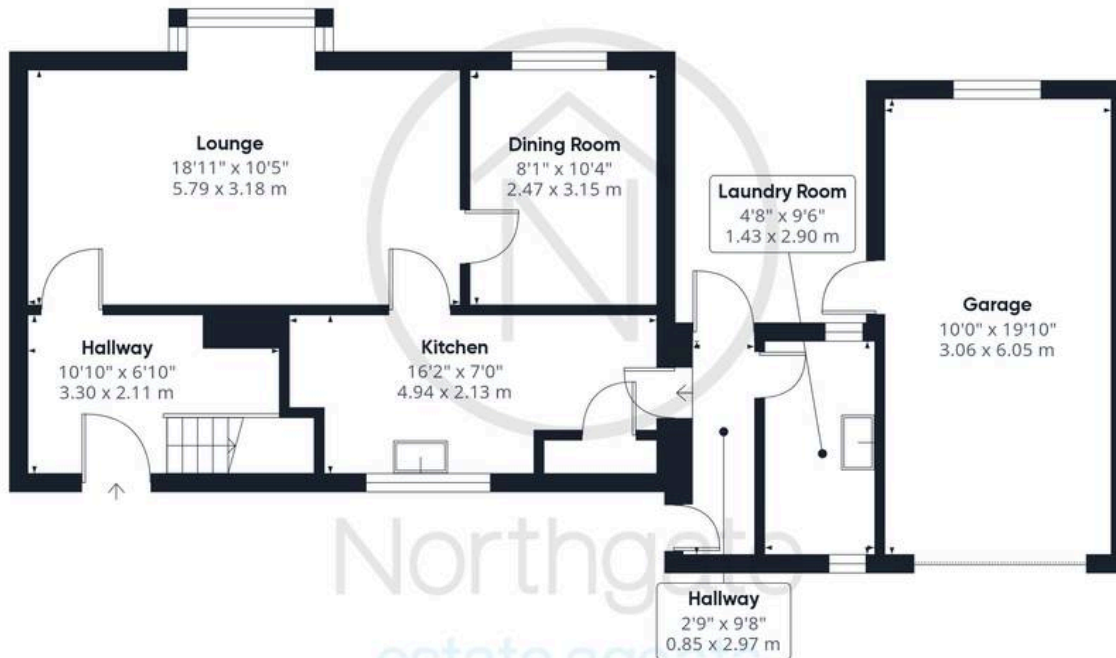 Lounge
18'11" x 10'5"
5.79 x 3.18 m
Dining Room
8'1" x 10'4"
2.47 x 3.15 m
Laundry Room
4'8" x 9'6"
1.43 x 2.90 m
Garage
10'0" x 19'10"
3.06 x 6.05 m
Hallway
10'10" x 6'10"
3.30 x 2.11 m
Kitchen
16'2" x 7'0"
4.94 x 2.13 m
N
Northgate
Hallway
2'9" x 9'8"
0.85 x 2.97 m
estate agents